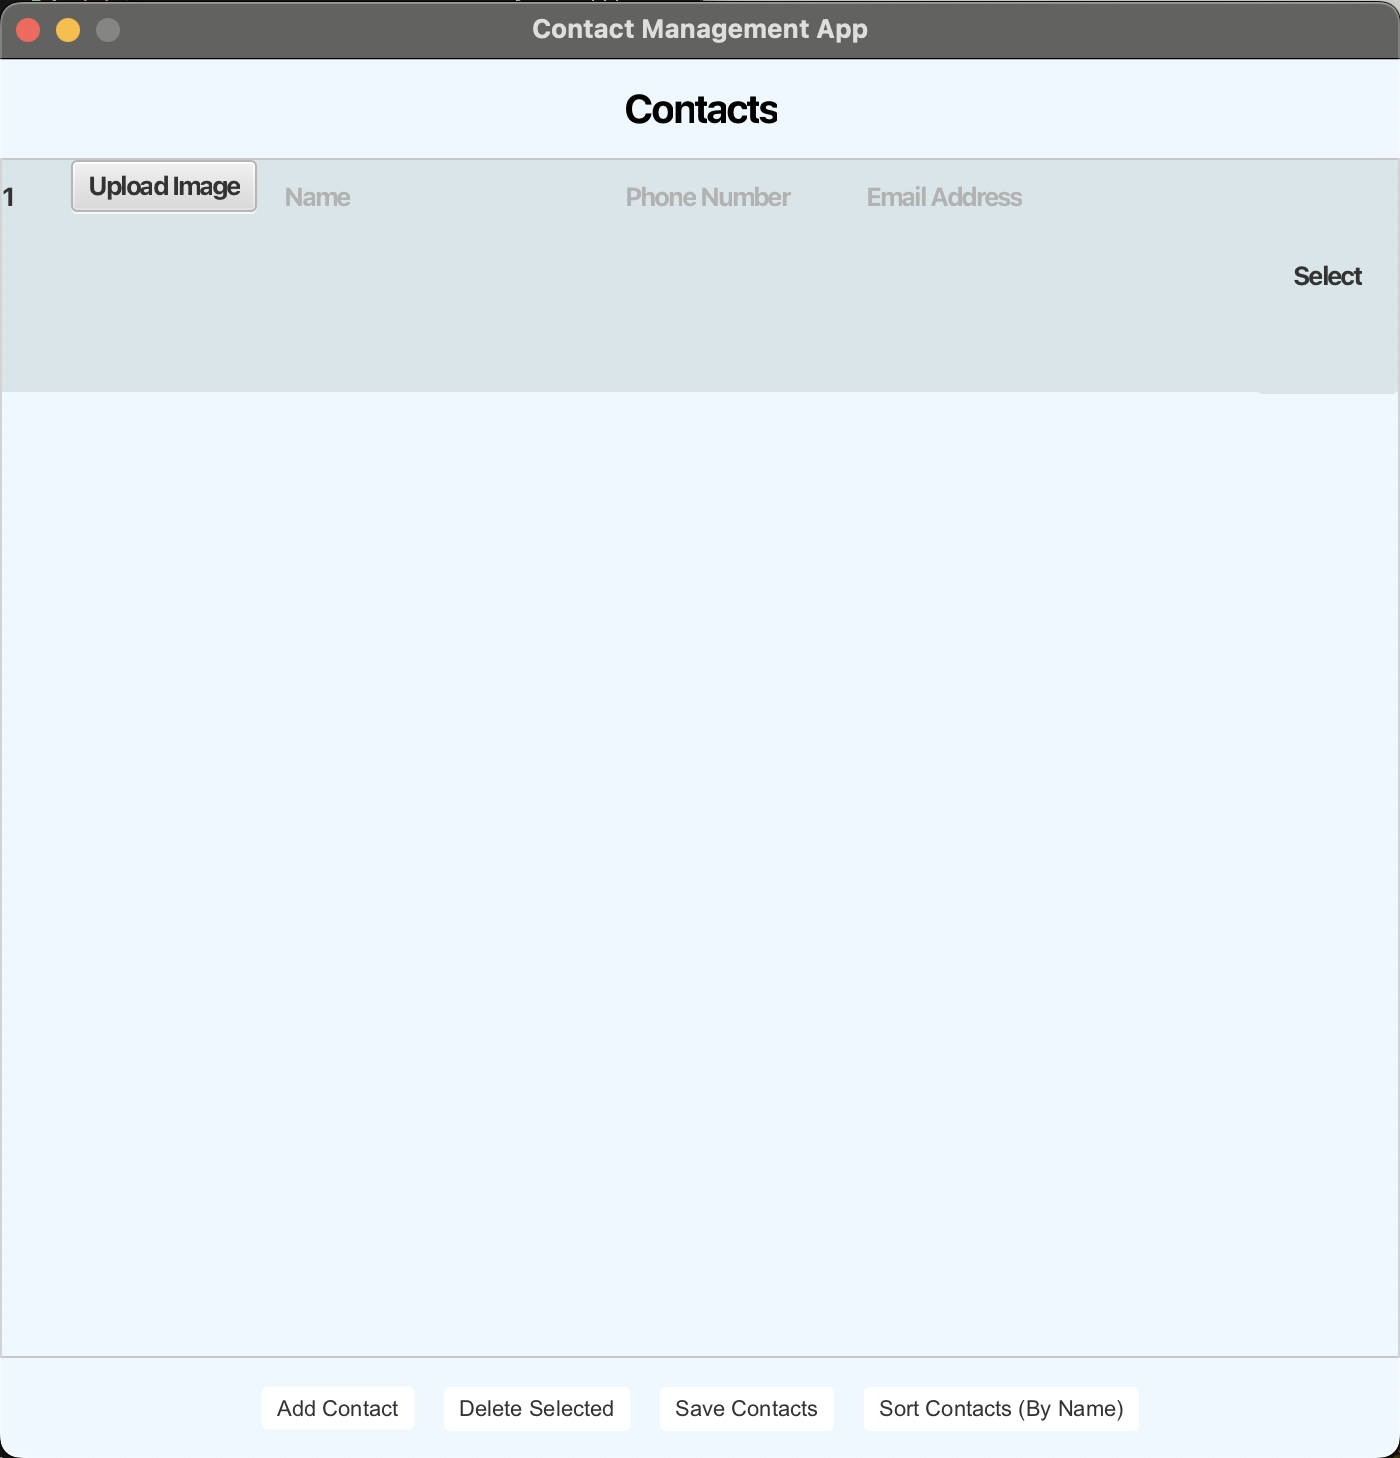 Contact Management App
Contacts
1 Upload Image Name Phone Number Email Address
Select
Add Contact Delete Selected Save Contacts Sort Contacts (By Name)